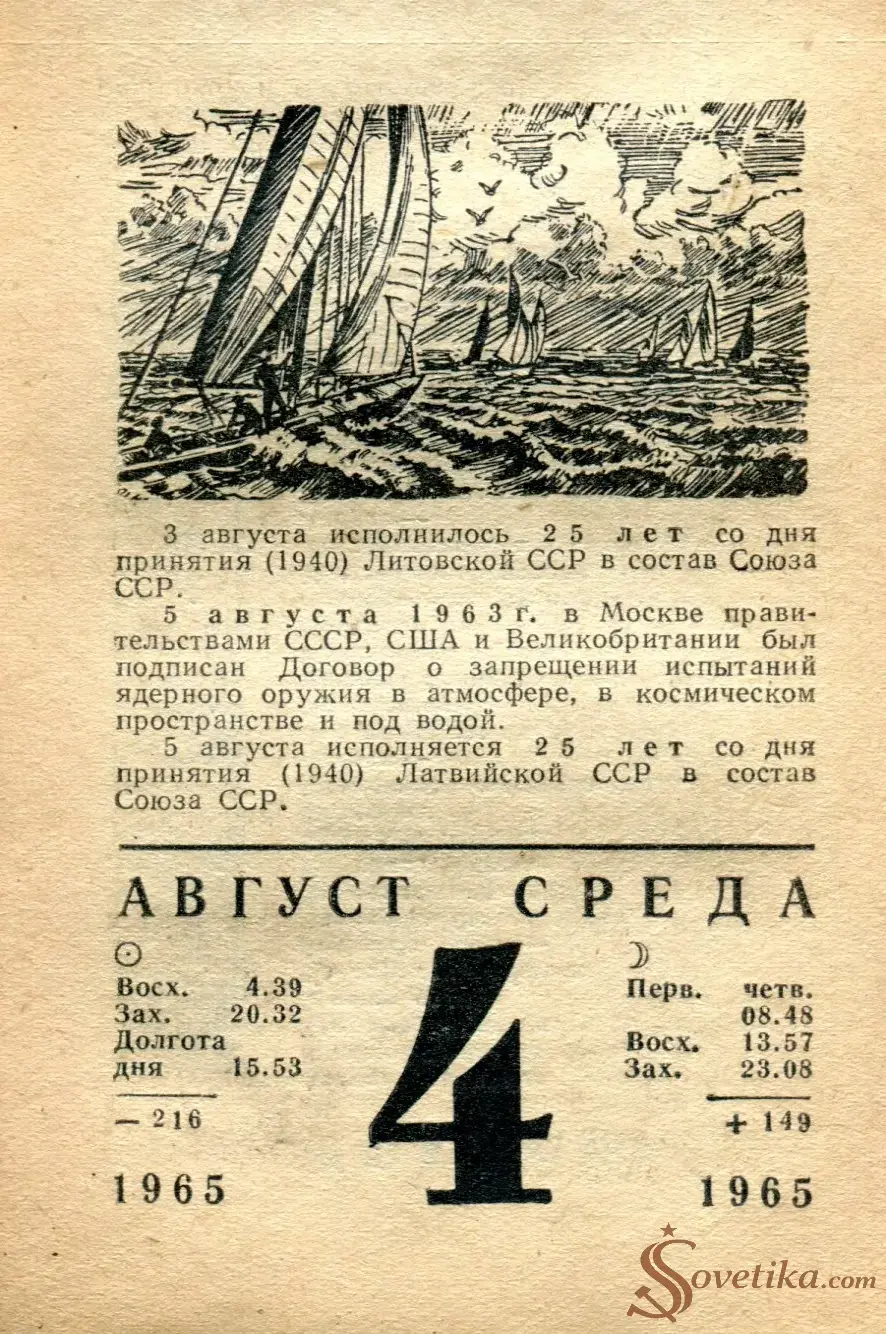 3 августа исполнилось 25 лет со дня
принятия (1940) Литовской ССР в состав Союза
ССР.
5 августа 1963 г. в Москве прави-
тельствами СССР, США и Великобритании был
подписан Договор о запрещении испытаний
ядерного оружия в атмосфере, в космическом
пространстве и под водой.
5 августа исполняется 25 лет со дня
принятия (1940) Латвийской ССР в состав
Союза ССР.
АВГУСТ СРЕДА
4
Восх. 4.39
Зах. 20.32
Долгота
дня 15.53
— 216
1965
Перв. четв.
08.48
Восх. 13.57
Зах. 23.08
+ 149
1965
Sovetika.com